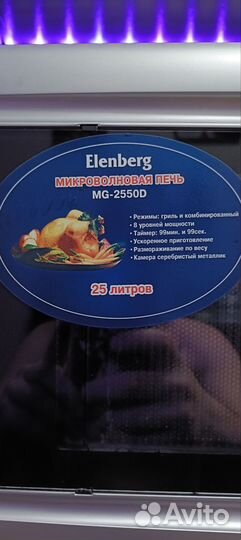 Elenberg
МИКРОВОЛНОВАЯ ПЕЧЬ
MG-2550D
• Режимы: гриль и комбинированный
• 8 уровней мощности
• Таймер: 99мин. и 99сек.
• Ускоренное приготовление
• Размораживание по весу
• Камера серебристый металлик
25 литров
Avito